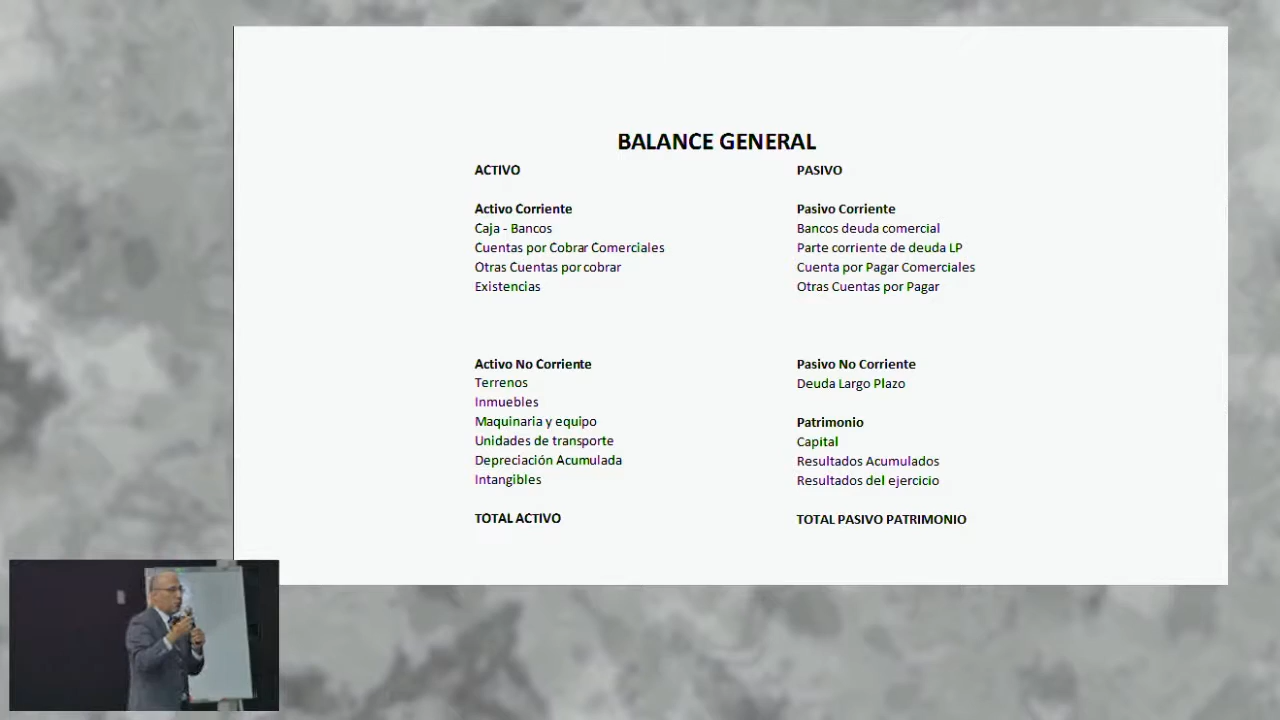 BALANCE GENERAL
ACTIVO
Activo Corriente
Caja - Bancos
Cuentas por Cobrar Comerciales
Otras Cuentas por cobrar
Existencias
Activo No Corriente
Terrenos
Inmuebles
Maquinaria y equipo
Unidades de transporte
Depreciación Acumulada
Intangibles
TOTAL ACTIVO
PASIVO
Pasivo Corriente
Bancos deuda comercial
Parte corriente de deuda LP
Cuenta por Pagar Comerciales
Otras Cuentas por Pagar
Pasivo No Corriente
Deuda Largo Plazo
Patrimonio
Capital
Resultados Acumulados
Resultados del ejercicio
TOTAL PASIVO PATRIMONIO